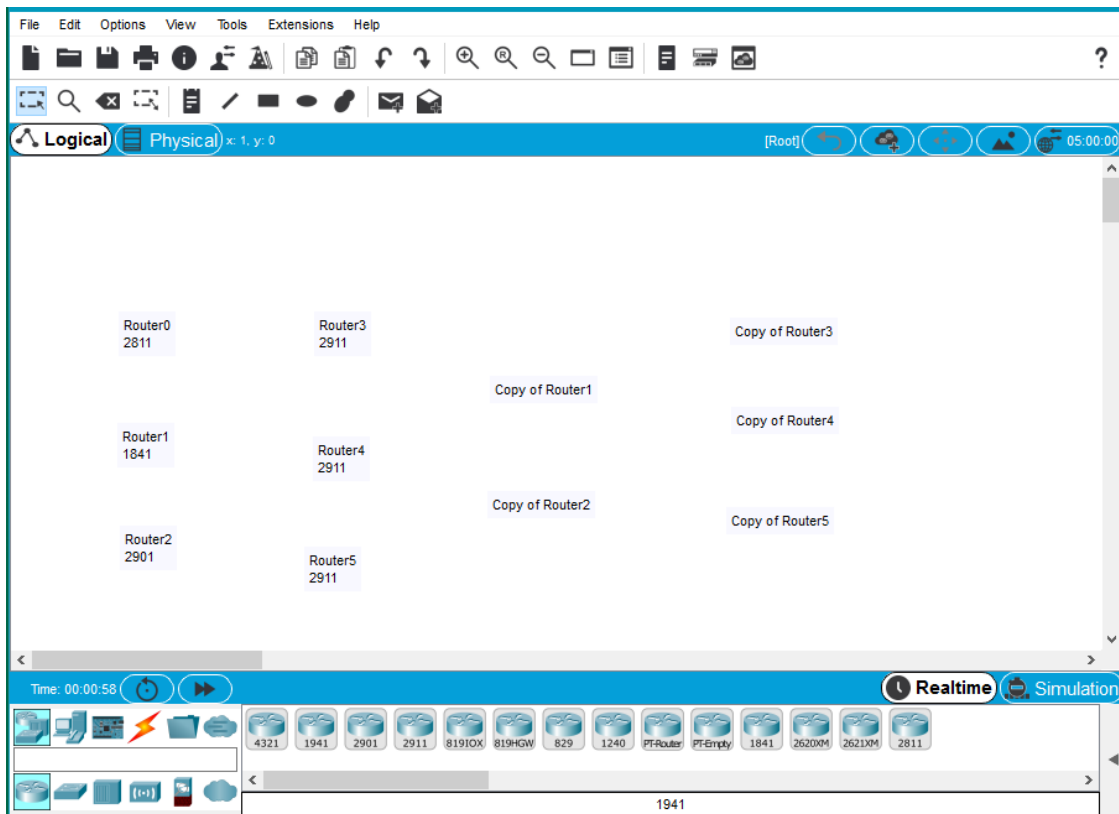 File Edit Options View Tools Extensions Help
?
Logical Physical x: 1, y: 0 [Root] 05:00:00
Router0
2811
Router3
2911
Copy of Router3
Copy of Router1
Copy of Router4
Router1
1841
Router4
2911
Copy of Router2
Copy of Router5
Router2
2901
Router5
2911
Time: 00:00:58 Realtime Simulation
4321 1941 2901 2911 819IOX 819HGW 829 1240 PT-Router PT-Empty 1841 2620XM 2621XM 2811
1941